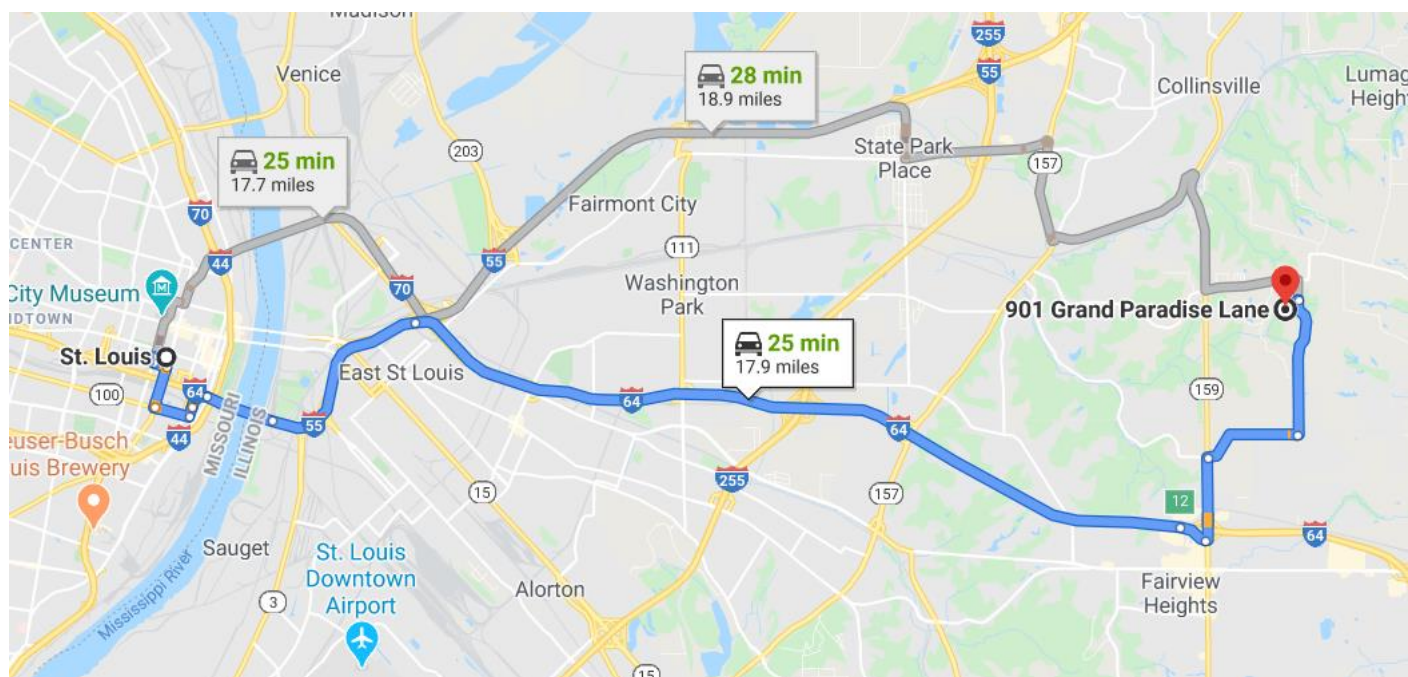 Madison
255
55
Venice
28 min
18.9 miles
Collinsville
Lumag
Height
203
State Park
Place
157
25 min
17.7 miles
Fairmont City
70
CENTER
44
55
111
City Museum
NDTOWN
70
Washington
Park
901 Grand Paradise Lane
St. Louis
25 min
17.9 miles
East St Louis
100
64
64
159
MISSOURI
ILLINOIS
55
64
44
euser-Busch
uis Brewery
255
15
157
12
64
Sauget
St. Louis
Downtown
Airport
Alorton
Fairview
Heights
3
Mississippi River
15